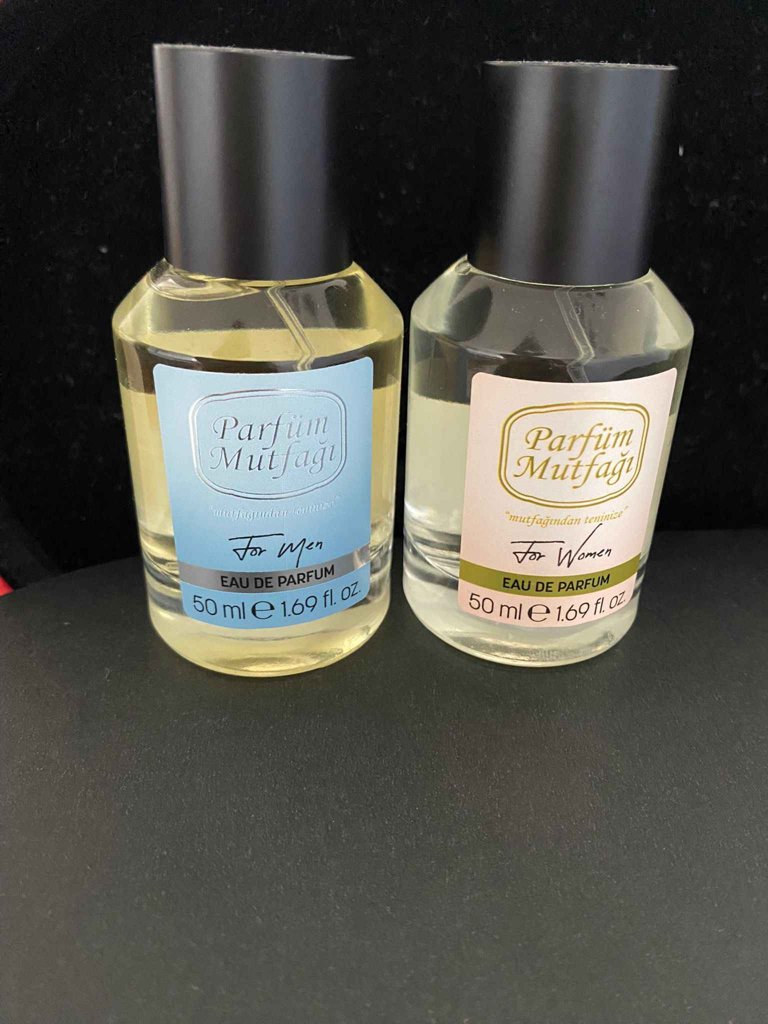 Parfüm
Mutfağı
"mutfağından teninize"
For Men
EAU DE PARFUM
50 ml ℮ 1.69 fl. oz.
Parfüm
Mutfağı
"mutfağından teninize"
For Women
EAU DE PARFUM
50 ml ℮ 1.69 fl. oz.